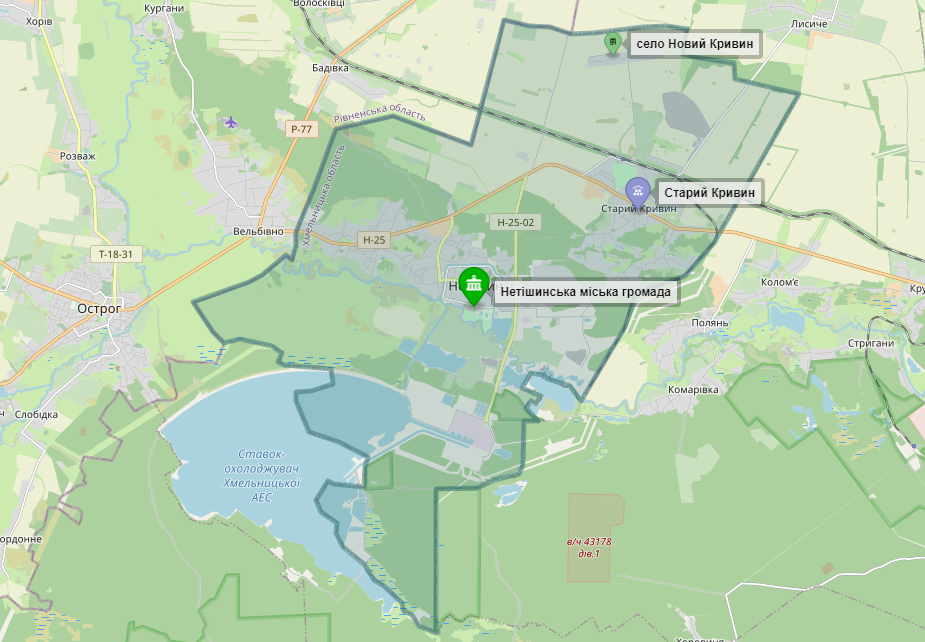 Волосківці
Кургани
Хорів
Лисиче
село Новий Кривин
Бадівка
Рівненська область
Р-77
Розваж
Хмельницька область
Старий Кривин
Старий Кривин
Н-25-02
Вельбівно
Н-25
Т-18-31
Нетішинська міська громада
Колом'є
Острог
Полянь
Стригани
Комарівка
Слобідка
Ставок-
охолоджувач
Хмельницької
АЕС
в/ч 43178
діл.1